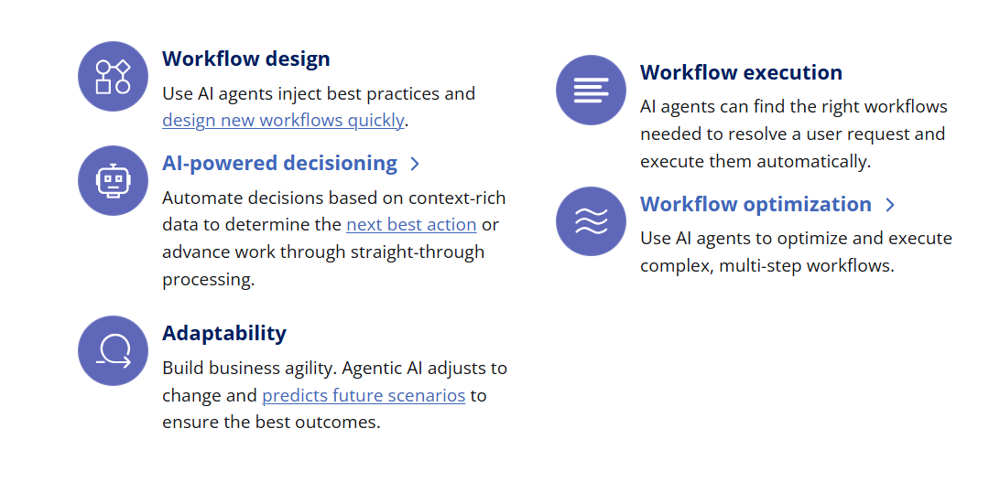 Workflow design
Use AI agents inject best practices and
design new workflows quickly.
AI-powered decisioning
Automate decisions based on context-rich
data to determine the next best action or
advance work through straight-through
processing.
Adaptability
Build business agility. Agentic AI adjusts to
change and predicts future scenarios to
ensure the best outcomes.
Workflow execution
AI agents can find the right workflows
needed to resolve a user request and
execute them automatically.
Workflow optimization
Use AI agents to optimize and execute
complex, multi-step workflows.